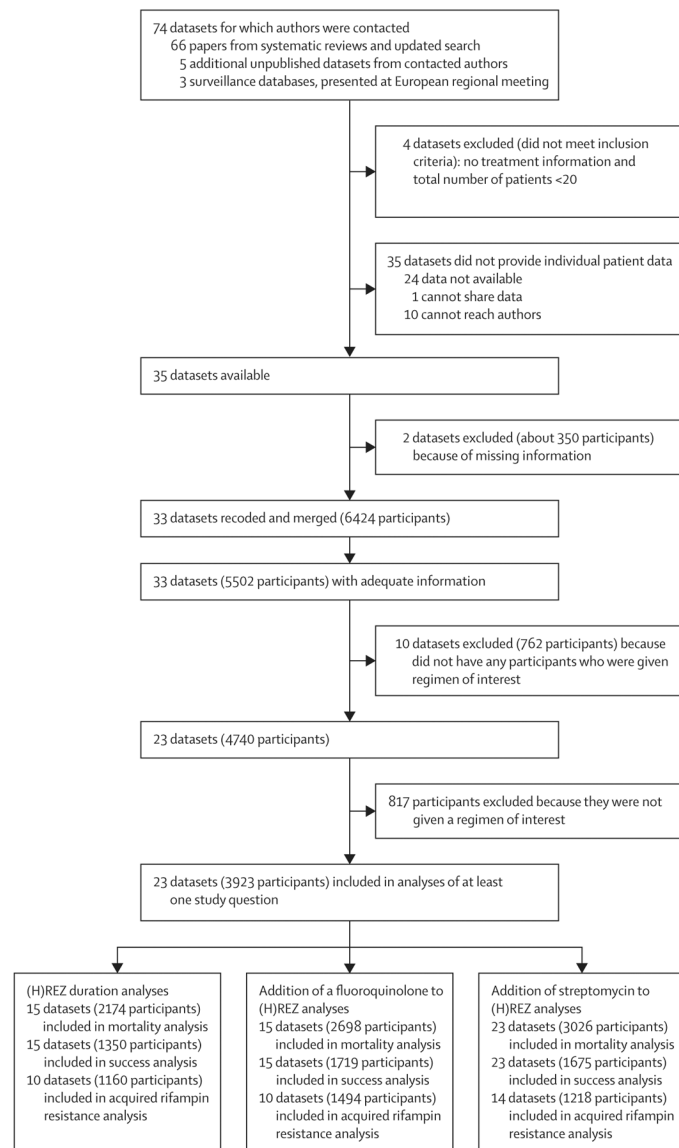 74 datasets for which authors were contacted
66 papers from systematic reviews and updated search
5 additional unpublished datasets from contacted authors
3 surveillance databases, presented at European regional meeting
4 datasets excluded (did not meet inclusion
criteria): no treatment information and
total number of patients <20
35 datasets did not provide individual patient data
24 data not available
1 cannot share data
10 cannot reach authors
35 datasets available
2 datasets excluded (about 350 participants)
because of missing information
33 datasets recoded and merged (6424 participants)
33 datasets (5502 participants) with adequate information
10 datasets excluded (762 participants) because
did not have any participants who were given
regimen of interest
23 datasets (4740 participants)
817 participants excluded because they were not
given a regimen of interest
23 datasets (3923 participants) included in analyses of at least
one study question
(H)REZ duration analyses
15 datasets (2174 participants)
included in mortality analysis
15 datasets (1350 participants)
included in success analysis
10 datasets (1160 participants)
included in acquired rifampin
resistance analysis
Addition of a fluoroquinolone to
(H)REZ analyses
15 datasets (2698 participants)
included in mortality analysis
15 datasets (1719 participants)
included in success analysis
10 datasets (1494 participants)
included in acquired rifampin
resistance analysis
Addition of streptomycin to
(H)REZ analyses
23 datasets (3026 participants)
included in mortality analysis
23 datasets (1675 participants)
included in success analysis
14 datasets (1218 participants)
included in acquired rifampin
resistance analysis